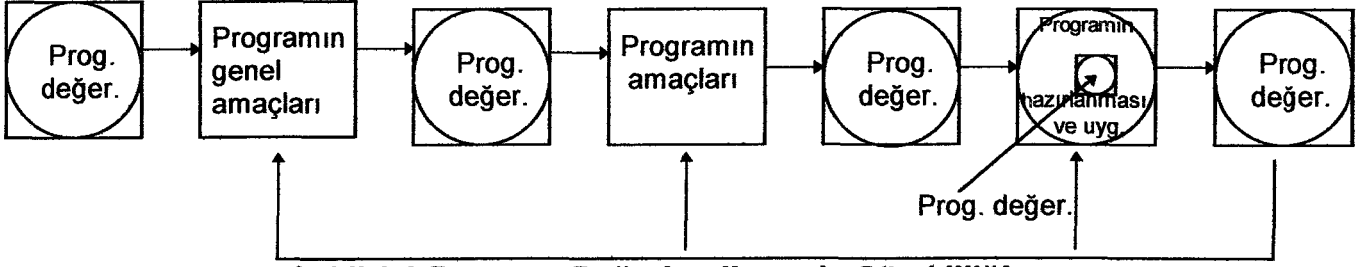 Prog.
değer.
Programın
genel
amaçları
Prog.
değer.
Programın
amaçları
Prog.
değer.
Programın
hazırlanması
ve uyg.
Prog.
değer.
Prog. değer.